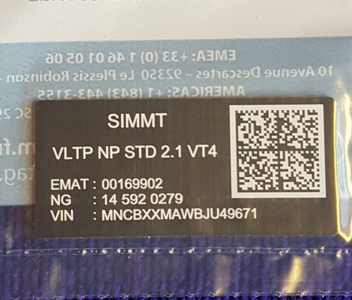 EMEA: +33 (0) 1 46 01 05 06
10 Avenue Descartes - 92350 Le Plessis Robinson -
AMERICAS: +1 (843) 443-3155
SIMMT
VLTP NP STD 2.1 VT4
EMAT : 00169902
NG : 14 592 0279
VIN : MNCBXXMAWBJU49671